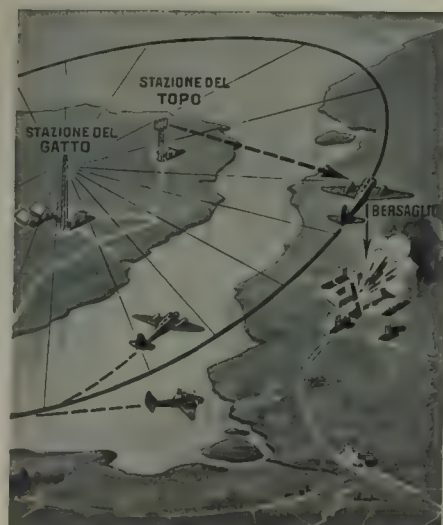 STAZIONE DEL
TOPO
STAZIONE DEL
GATTO
BERSAGLIO